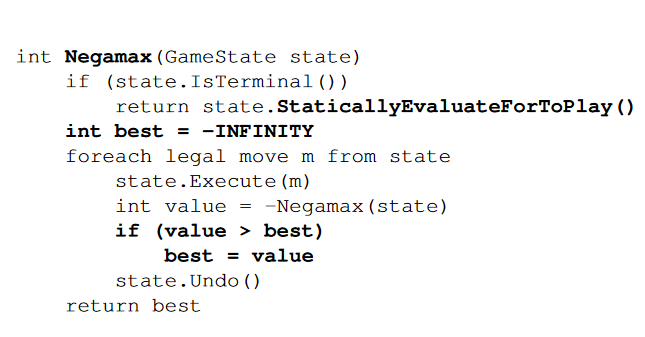 int Negamax(GameState state)
    if (state.IsTerminal())
        return state.StaticallyEvaluateForToPlay()
    int best = -INFINITY
    foreach legal move m from state
        state.Execute(m)
        int value = -Negamax(state)
        if (value > best)
            best = value
        state.Undo()
    return best